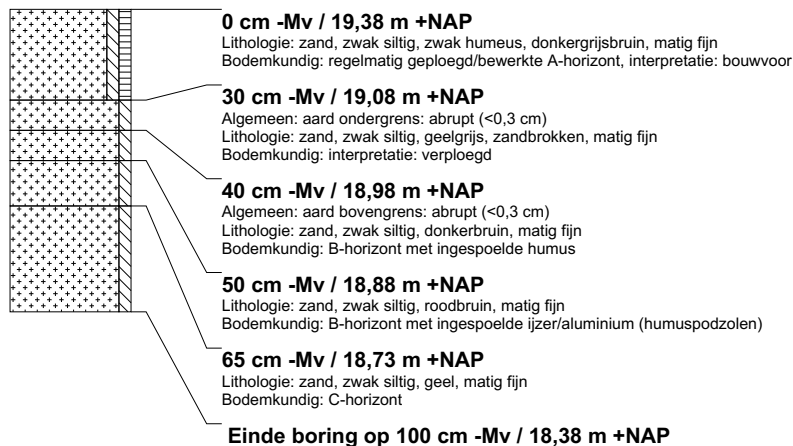 0 cm -Mv / 19,38 m +NAP
Lithologie: zand, zwak siltig, zwak humeus, donkergrijsbruin, matig fijn
Bodemkundig: regelmatig geploegd/bewerkte A-horizont, interpretatie: bouwvoor
30 cm -Mv / 19,08 m +NAP
Algemeen: aard ondergrens: abrupt (<0,3 cm)
Lithologie: zand, zwak siltig, geelgrijs, zandbrokken, matig fijn
Bodemkundig: interpretatie: verploegd
40 cm -Mv / 18,98 m +NAP
Algemeen: aard bovengrens: abrupt (<0,3 cm)
Lithologie: zand, zwak siltig, donkerbruin, matig fijn
Bodemkundig: B-horizont met ingespoelde humus
50 cm -Mv / 18,88 m +NAP
Lithologie: zand, zwak siltig, roodbruin, matig fijn
Bodemkundig: B-horizont met ingespoelde ijzer/aluminium (humuspodzolen)
65 cm -Mv / 18,73 m +NAP
Lithologie: zand, zwak siltig, geel, matig fijn
Bodemkundig: C-horizont
Einde boring op 100 cm -Mv / 18,38 m +NAP